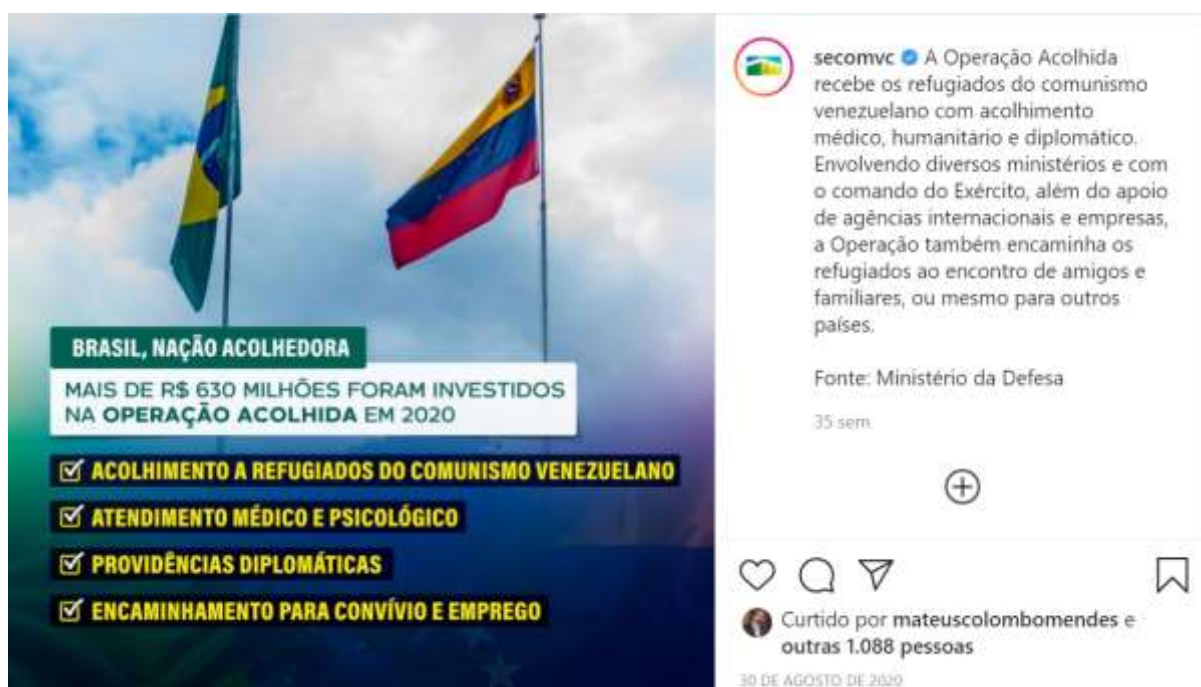 BRASIL, NAÇÃO ACOLHEDORA
MAIS DE R$ 630 MILHÕES FORAM INVESTIDOS
NA OPERAÇÃO ACOLHIDA EM 2020
ACOLHIMENTO A REFUGIADOS DO COMUNISMO VENEZUELANO
ATENDIMENTO MÉDICO E PSICOLÓGICO
PROVIDÊNCIAS DIPLOMÁTICAS
ENCAMINHAMENTO PARA CONVÍVIO E EMPREGO
secomvc A Operação Acolhida
recebe os refugiados do comunismo
venezuelano com acolhimento
médico, humanitário e diplomático.
Envolvendo diversos ministérios e com
o comando do Exército, além do apoio
de agências internacionais e empresas,
a Operação também encaminha os
refugiados ao encontro de amigos e
familiares, ou mesmo para outros
países.
Fonte: Ministério da Defesa
35 sem
Curtido por mateuscolombomendes e
outras 1.088 pessoas
30 DE AGOSTO DE 2020